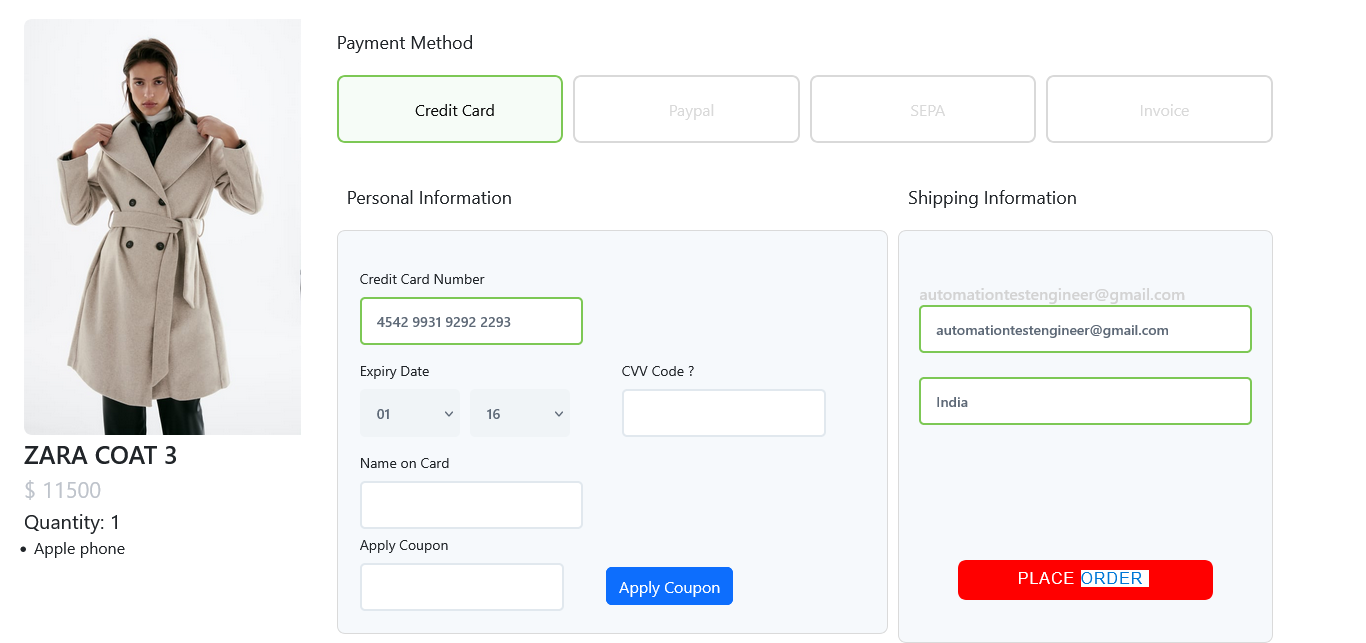 Payment Method
Credit Card
Paypal
SEPA
Invoice
Personal Information
Credit Card Number
4542 9931 9292 2293
Expiry Date
CVV Code ?
01
16
Name on Card
Apply Coupon
Apply Coupon
Shipping Information
automationtestengineer@gmail.com
automationtestengineer@gmail.com
India
PLACE ORDER
ZARA COAT 3
$ 11500
Quantity: 1
• Apple phone